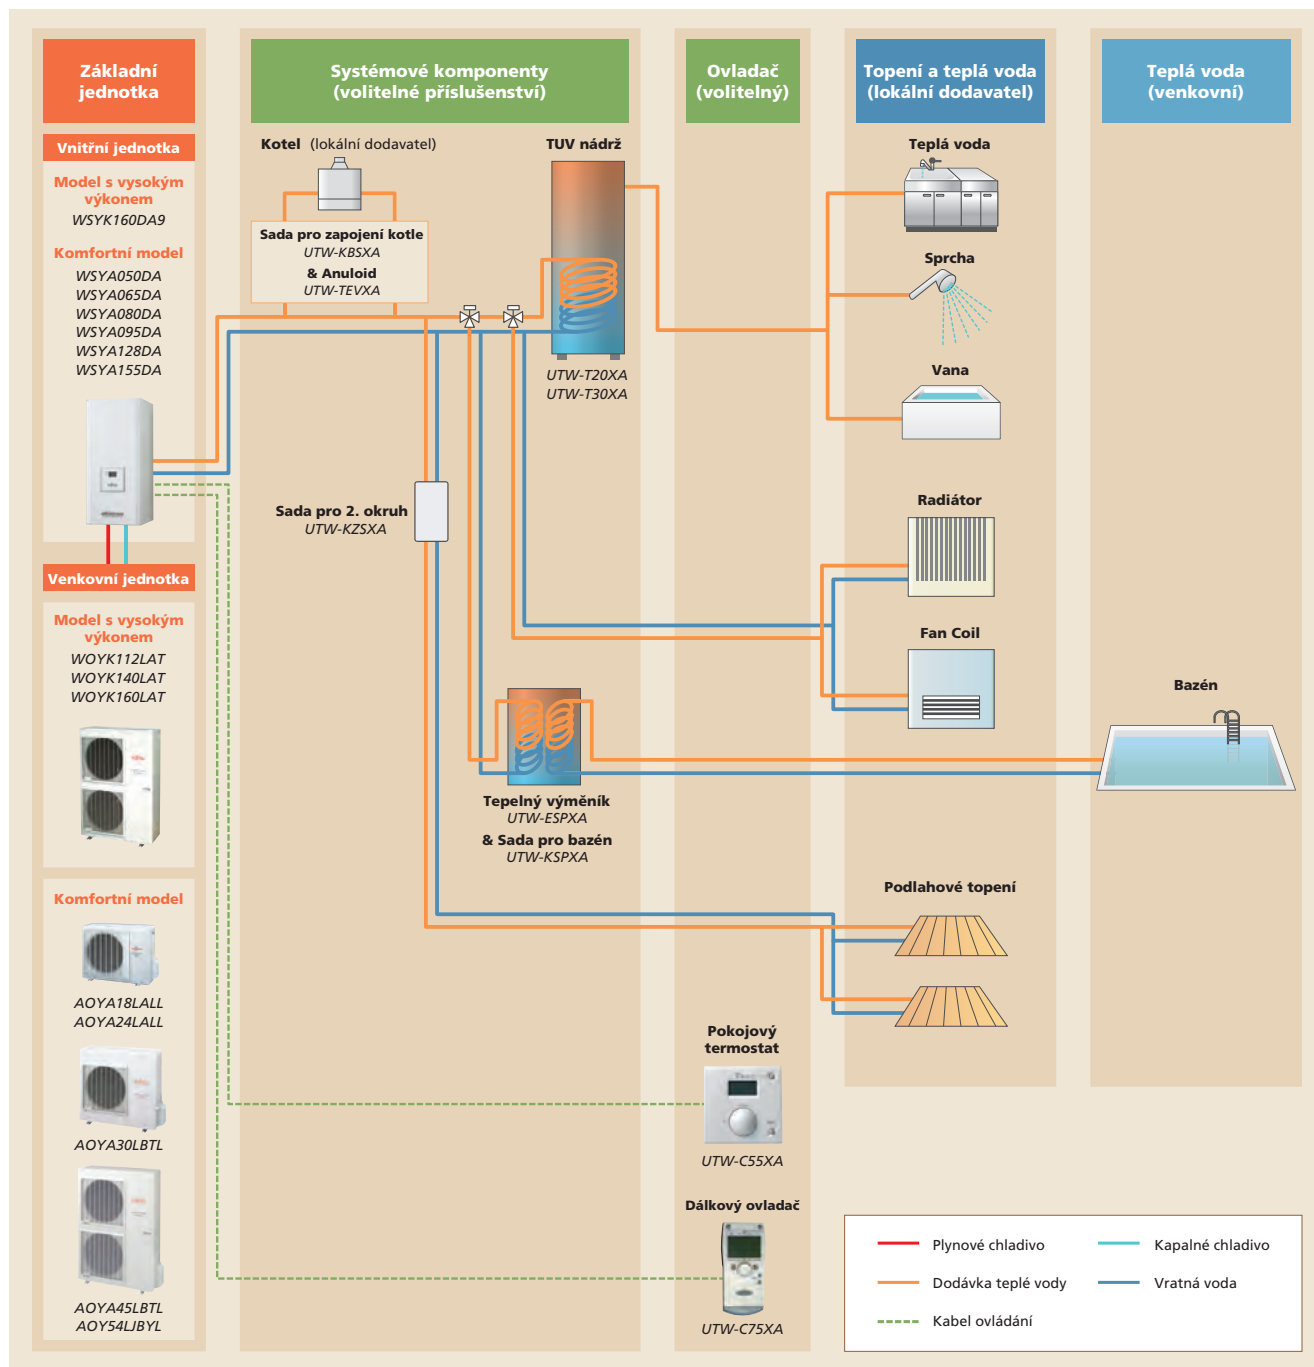 Základní
jednotka
Systémové komponenty
(volitelné příslušenství)
Ovladač
(volitelný)
Topení a teplá voda
(lokální dodavatel)
Teplá voda
(venkovní)
Vnitřní jednotka
Model s vysokým
výkonem
WSYK160DA9
Komfortní model
WSYA050DA
WSYA065DA
WSYA080DA
WSYA095DA
WSYA128DA
WSYA155DA
Venkovní jednotka
Model s vysokým
výkonem
WOYK112LAT
WOYK140LAT
WOYK160LAT
Komfortní model
AOYA18LALL
AOYA24LALL
AOYA30LBTL
AOYA45LBTL
AOY54LJBYL
Kotel (lokální dodavatel)
Sada pro zapojení kotle
UTW-KBSXA
& Anuloid
UTW-TEVXA
TUV nádrž
UTW-T20XA
UTW-T30XA
Sada pro 2. okruh
UTW-KZSXA
Tepelný výměník
UTW-ESPXA
& Sada pro bazén
UTW-KSPXA
Pokojový
termostat
UTW-C55XA
Dálkový ovladač
UTW-C75XA
Teplá voda
Sprcha
Vana
Radiátor
Fan Coil
Podlahové topení
Bazén
Plynové chladivo
Kapalné chladivo
Dodávka teplé vody
Vratná voda
Kabel ovládání